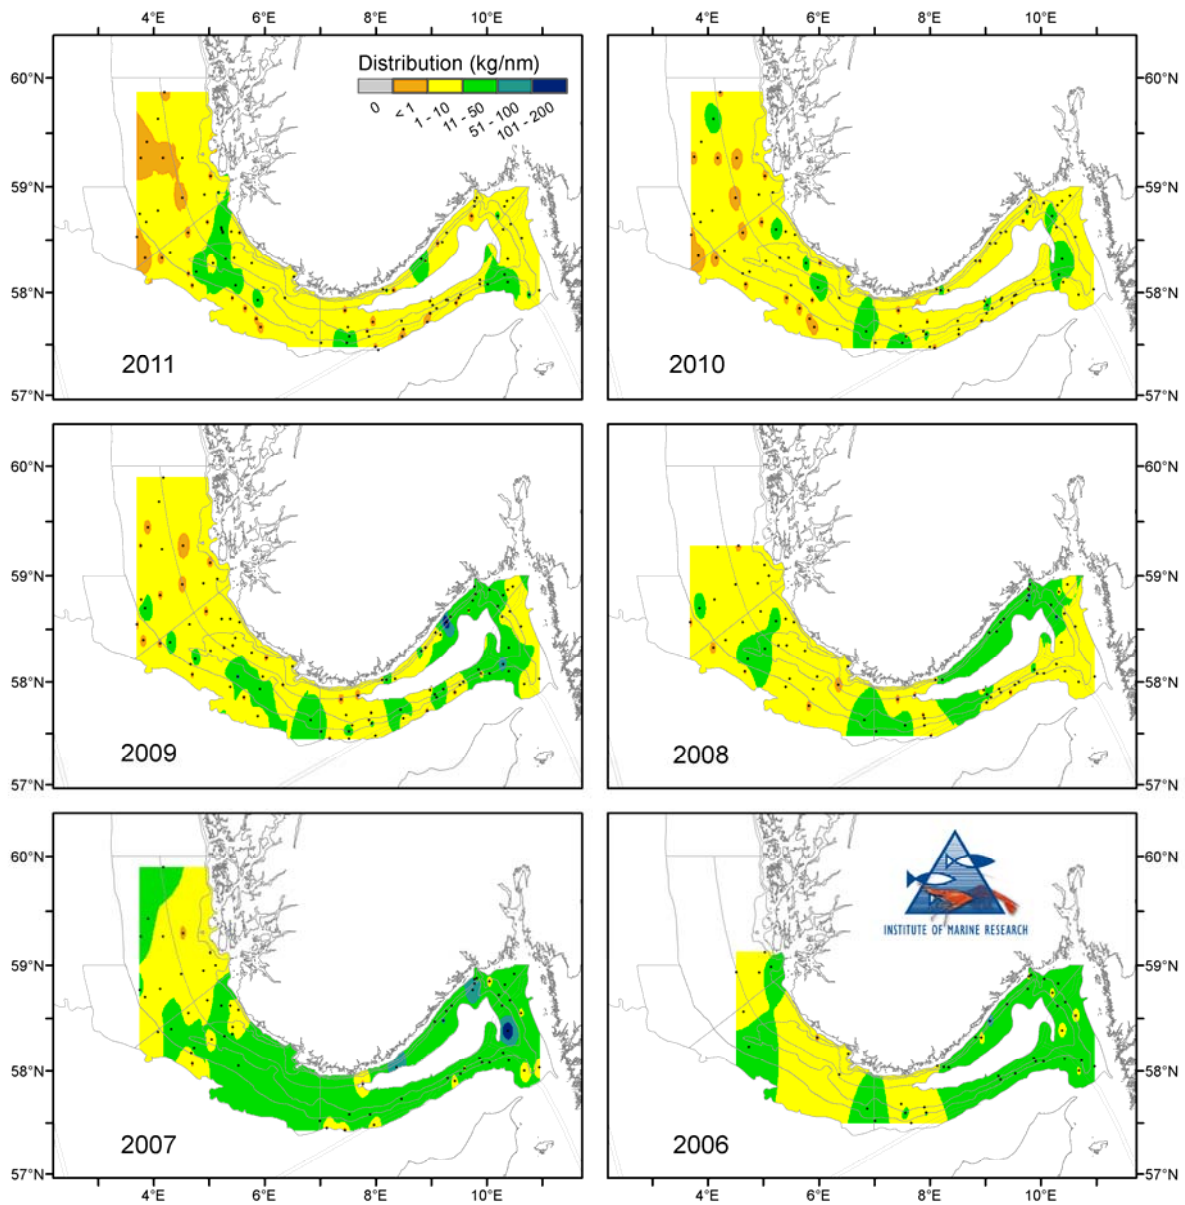 4°E 6°E 8°E 10°E 4°E 6°E 8°E 10°E
Distribution (kg/nm)
0 < 1 1 - 10 11 - 50 51 - 100 101 - 200
60°N 60°N
59°N 59°N
58°N 58°N
2011 2010
57°N 57°N
60°N 60°N
59°N 59°N
58°N 58°N
2009 2008
57°N 57°N
60°N 60°N
INSTITUTE OF MARINE RESEARCH
59°N 59°N
58°N 58°N
2007 2006
57°N 57°N
4°E 6°E 8°E 10°E 4°E 6°E 8°E 10°E